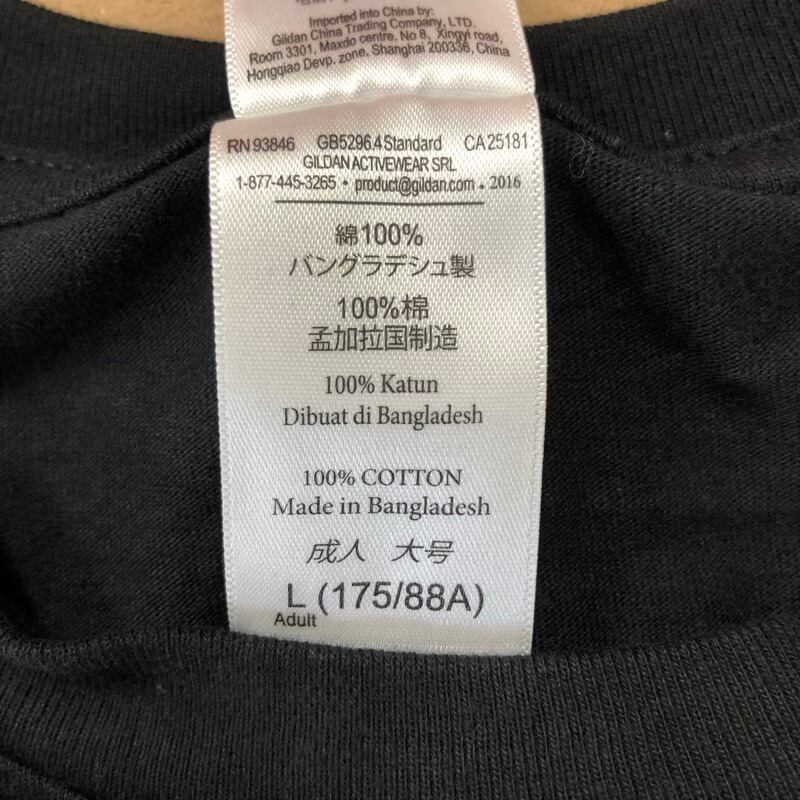 Imported into China by:
Gildan China Trading Company, LTD.
Room 3301, Maxdo centre, No 8, Xingyi road,
Hongqiao Devp. zone, Shanghai 200336, China
RN 93846 GB5296.4 Standard CA 25181
GILDAN ACTIVEWEAR SRL
1-877-445-3265 • product@gildan.com • 2016
綿100%
バングラデシュ製
100%棉
孟加拉国制造
100% Katun
Dibuat di Bangladesh
100% COTTON
Made in Bangladesh
成人 大号
L (175/88A)
Adult